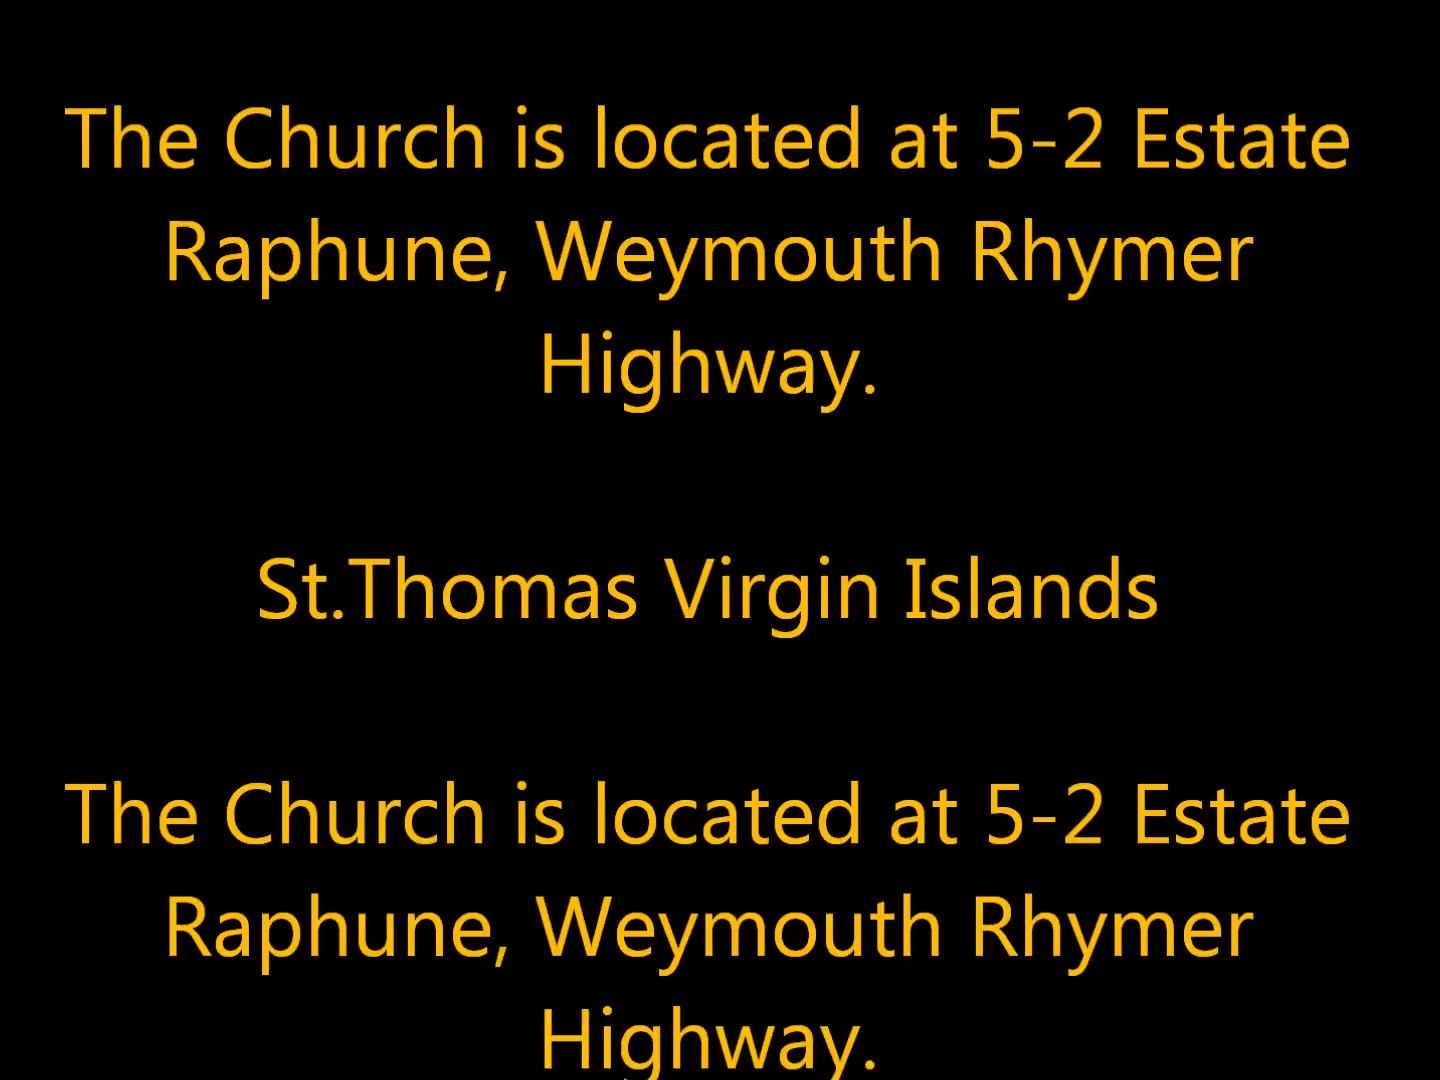 The Church is located at 5-2 Estate
Raphune, Weymouth Rhymer
Highway.
St.Thomas Virgin Islands
The Church is located at 5-2 Estate
Raphune, Weymouth Rhymer
Highway.